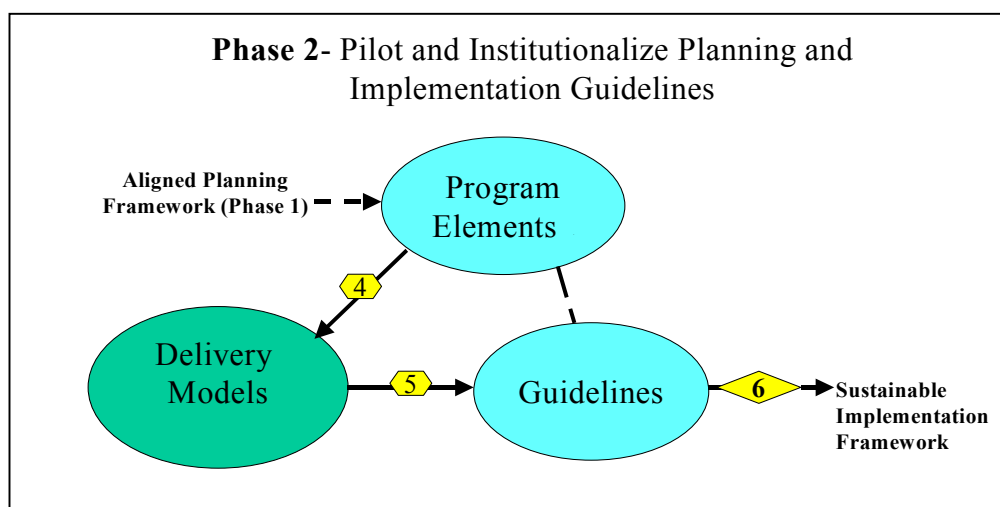 Phase 2- Pilot and Institutionalize Planning and
Implementation Guidelines
Aligned Planning
Framework (Phase 1)
Program
Elements
4
Delivery
Models
5
Guidelines
6
Sustainable
Implementation
Framework